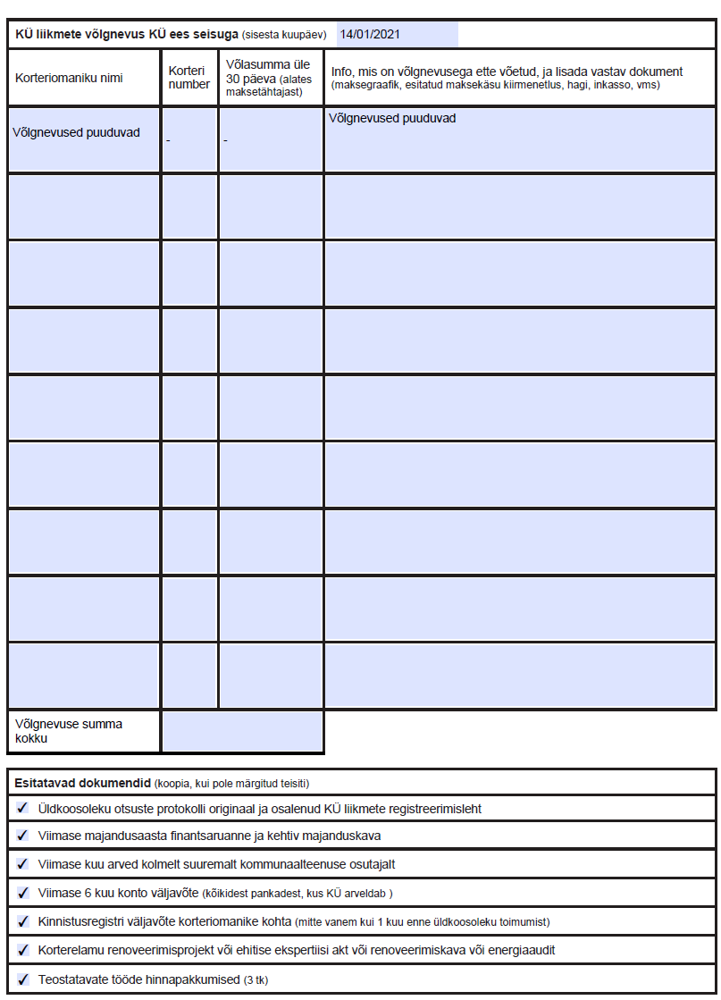 KÜ liikmete võlgnevus KÜ ees seisuga (sisesta kuupäev) 14/01/2021
Korteriomaniku nimi
Korteri
number
Võlasumma üle
30 päeva (alates
maksetähtajast)
Info, mis on võlgnevusega ette võetud, ja lisada vastav dokument
(maksegraafik, esitatud maksekäsu kiirmenetlus, hagi, inkasso, vms)
Võlgnevused puuduvad
-
-
Võlgnevused puuduvad
Võlgnevuse summa
kokku
Esitatavad dokumendid (koopia, kui pole märgitud teisiti)
✓ Üldkoosoleku otsuste protokolli originaal ja osalenud KÜ liikmete registreerimisleht
✓ Viimase majandusaasta finantsaruanne ja kehtiv majanduskava
✓ Viimase kuu arved kolmelt suuremalt kommunaalteenuse osutajalt
✓ Viimase 6 kuu konto väljavõte (kõikidest pankadest, kus KÜ arveldab )
✓ Kinnistusregistri väljavõte korteriomanike kohta (mitte vanem kui 1 kuu enne üldkoosoleku toimumist)
✓ Korterelamu renoveerimisprojekt või ehitise ekspertiisi akt või renoveerimiskava või energiaaudit
✓ Teostatavate tööde hinnapakkumised (3 tk)